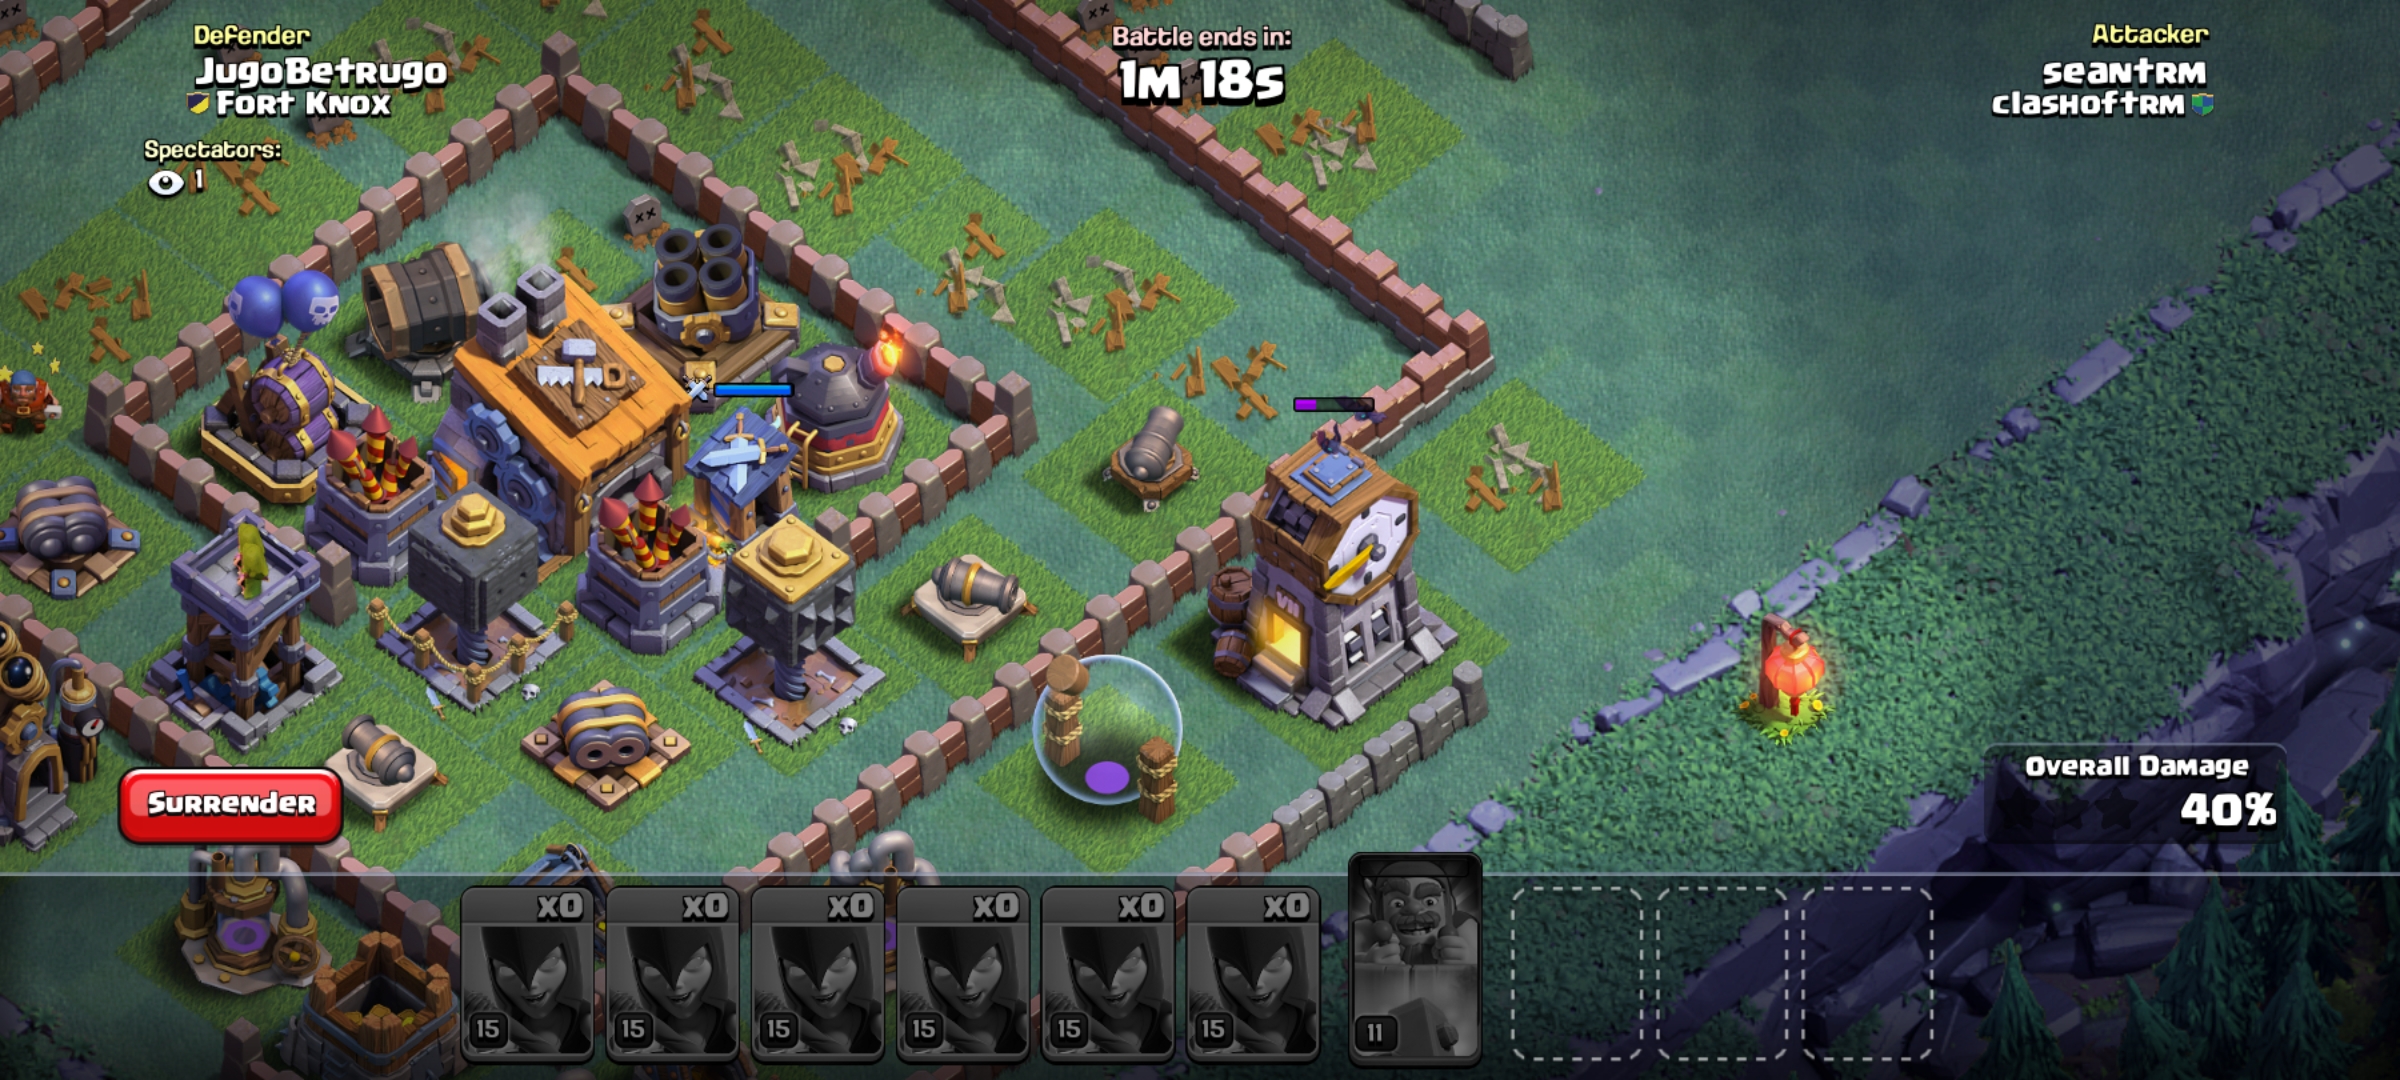 Defender
JugoBetrugo
Fort Knox
Spectators:
1
Battle ends in:
1M 18s
Attacker
seantRM
clashoftRM
Surrender
Overall Damage
40%
x0
x0
x0
x0
x0
x0
15
15
15
15
15
15
11
VII